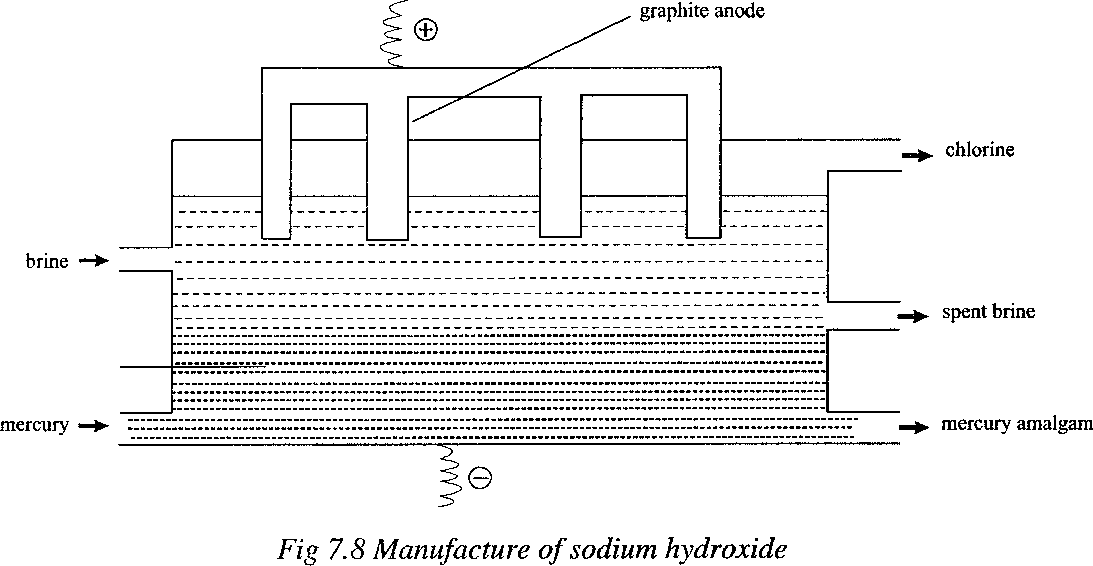 graphite anode
+
chlorine
brine
spent brine
mercury
mercury amalgam
−
Fig 7.8 Manufacture of sodium hydroxide